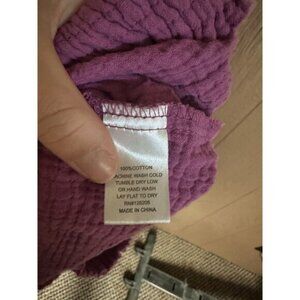 100% COTTON
MACHINE WASH COLD
TUMBLE DRY LOW
OR HAND WASH
LAY FLAT TO DRY
RN#128208
MADE IN CHINA